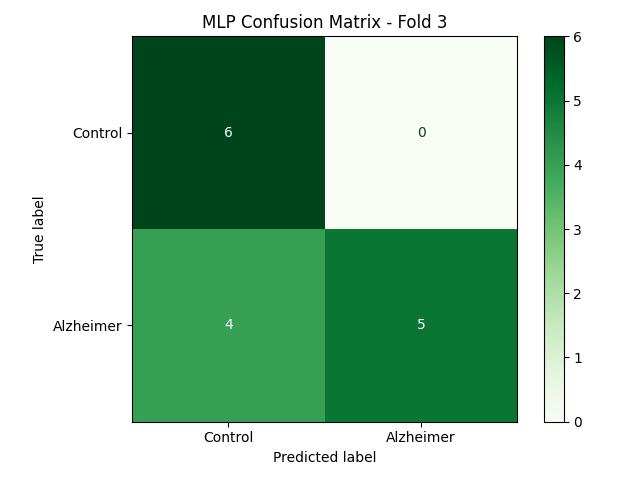 MLP Confusion Matrix - Fold 3
True label
Control
Alzheimer
6
0
4
5
Control
Alzheimer
Predicted label
6
5
4
3
2
1
0